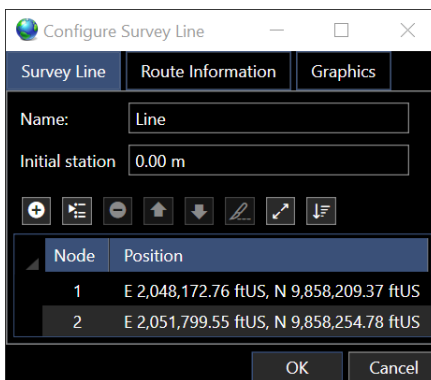 Configure Survey Line
Survey Line Route Information Graphics
Name: Line
Initial station 0.00 m
Node Position
1 E 2,048,172.76 ftUS, N 9,858,209.37 ftUS
2 E 2,051,799.55 ftUS, N 9,858,254.78 ftUS
OK Cancel